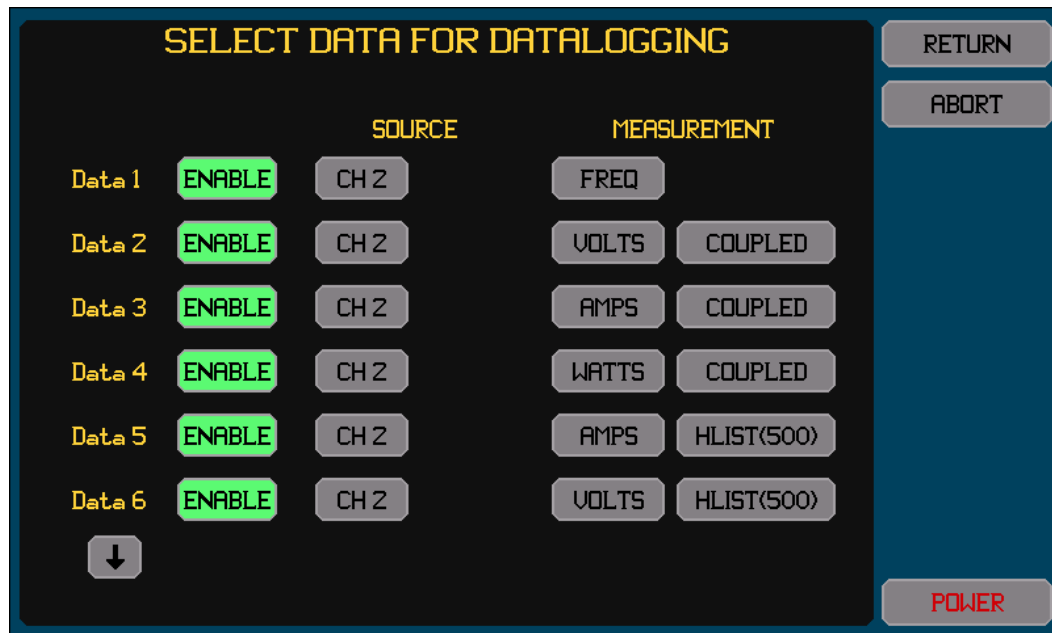 SELECT DATA FOR DATALOGGING
RETURN
ABORT
SOURCE MEASUREMENT
Data 1 ENABLE CH 2 FREQ
Data 2 ENABLE CH 2 VOLTS COUPLED
Data 3 ENABLE CH 2 AMPS COUPLED
Data 4 ENABLE CH 2 WATTS COUPLED
Data 5 ENABLE CH 2 AMPS HLIST(500)
Data 6 ENABLE CH 2 VOLTS HLIST(500)
POWER